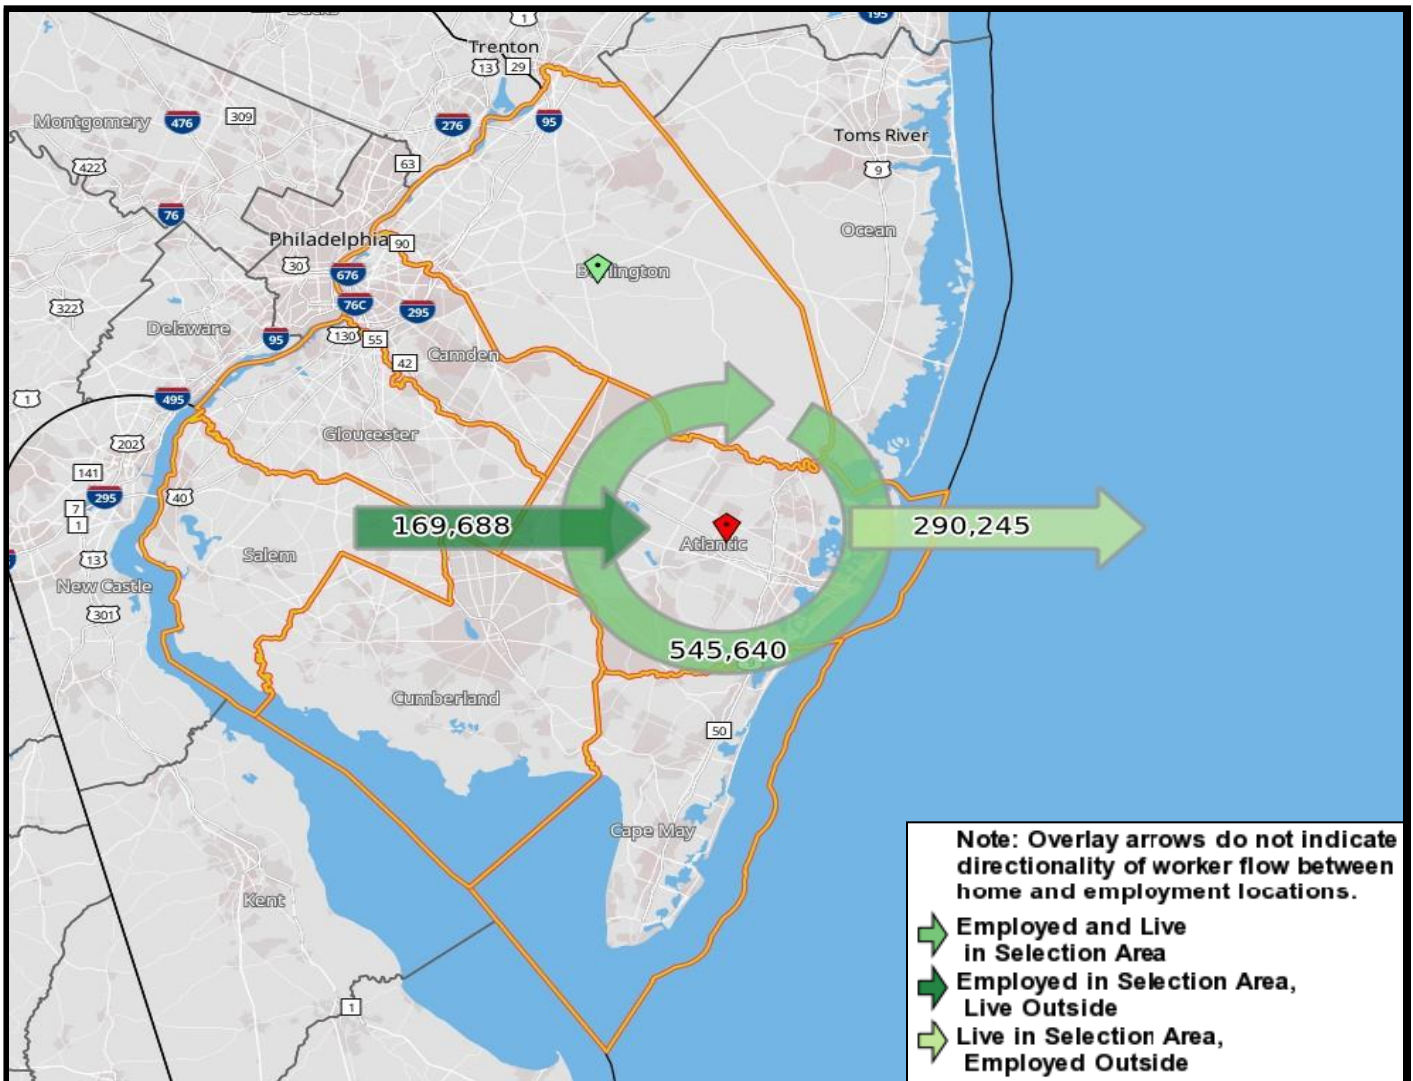 Bucks
1
195
Trenton
13
29
Montgomery
476
309
276
95
Toms River
422
63
9
76
Ocean
Philadelphia
90
30
676
322
76C
295
Delaware
95
130
55
42
Camden
1
495
202
Gloucester
141
295
40
7
1
169,688
290,245
Atlantic
13
Salem
New Castle
301
545,640
Cumberland
50
Cape May
Kent
1
Note: Overlay arrows do not indicate
directionality of worker flow between
home and employment locations.
Employed and Live
in Selection Area
Employed in Selection Area,
Live Outside
Live in Selection Area,
Employed Outside